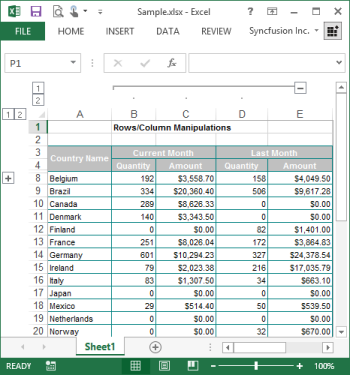 Sample.xlsx - Excel
FILE HOME INSERT DATA REVIEW Syncfusion Inc.
P1 fx
1
2
1 2 A B C D E
1 Rows/Column Manipulations
2
3 Country Name Current Month Last Month
4 Quantity Amount Quantity Amount
8 Belgium 192 $3,558.70 158 $4,049.50
9 Brazil 334 $20,360.40 506 $9,617.28
10 Canada 289 $8,626.33 0 $0.00
11 Denmark 140 $3,343.50 0 $0.00
12 Finland 0 $0.00 82 $1,401.00
13 France 251 $8,026.04 172 $3,864.83
14 Germany 601 $10,294.23 327 $24,378.54
15 Ireland 79 $2,023.38 216 $17,035.79
16 Italy 83 $1,307.50 34 $663.10
17 Japan 0 $0.00 0 $0.00
18 Mexico 29 $514.40 0 $539.50
19 Netherlands 0 $0.00 0 $0.00
20 Norway 0 $0.00 32 $670.00
Sheet1
READY 100%